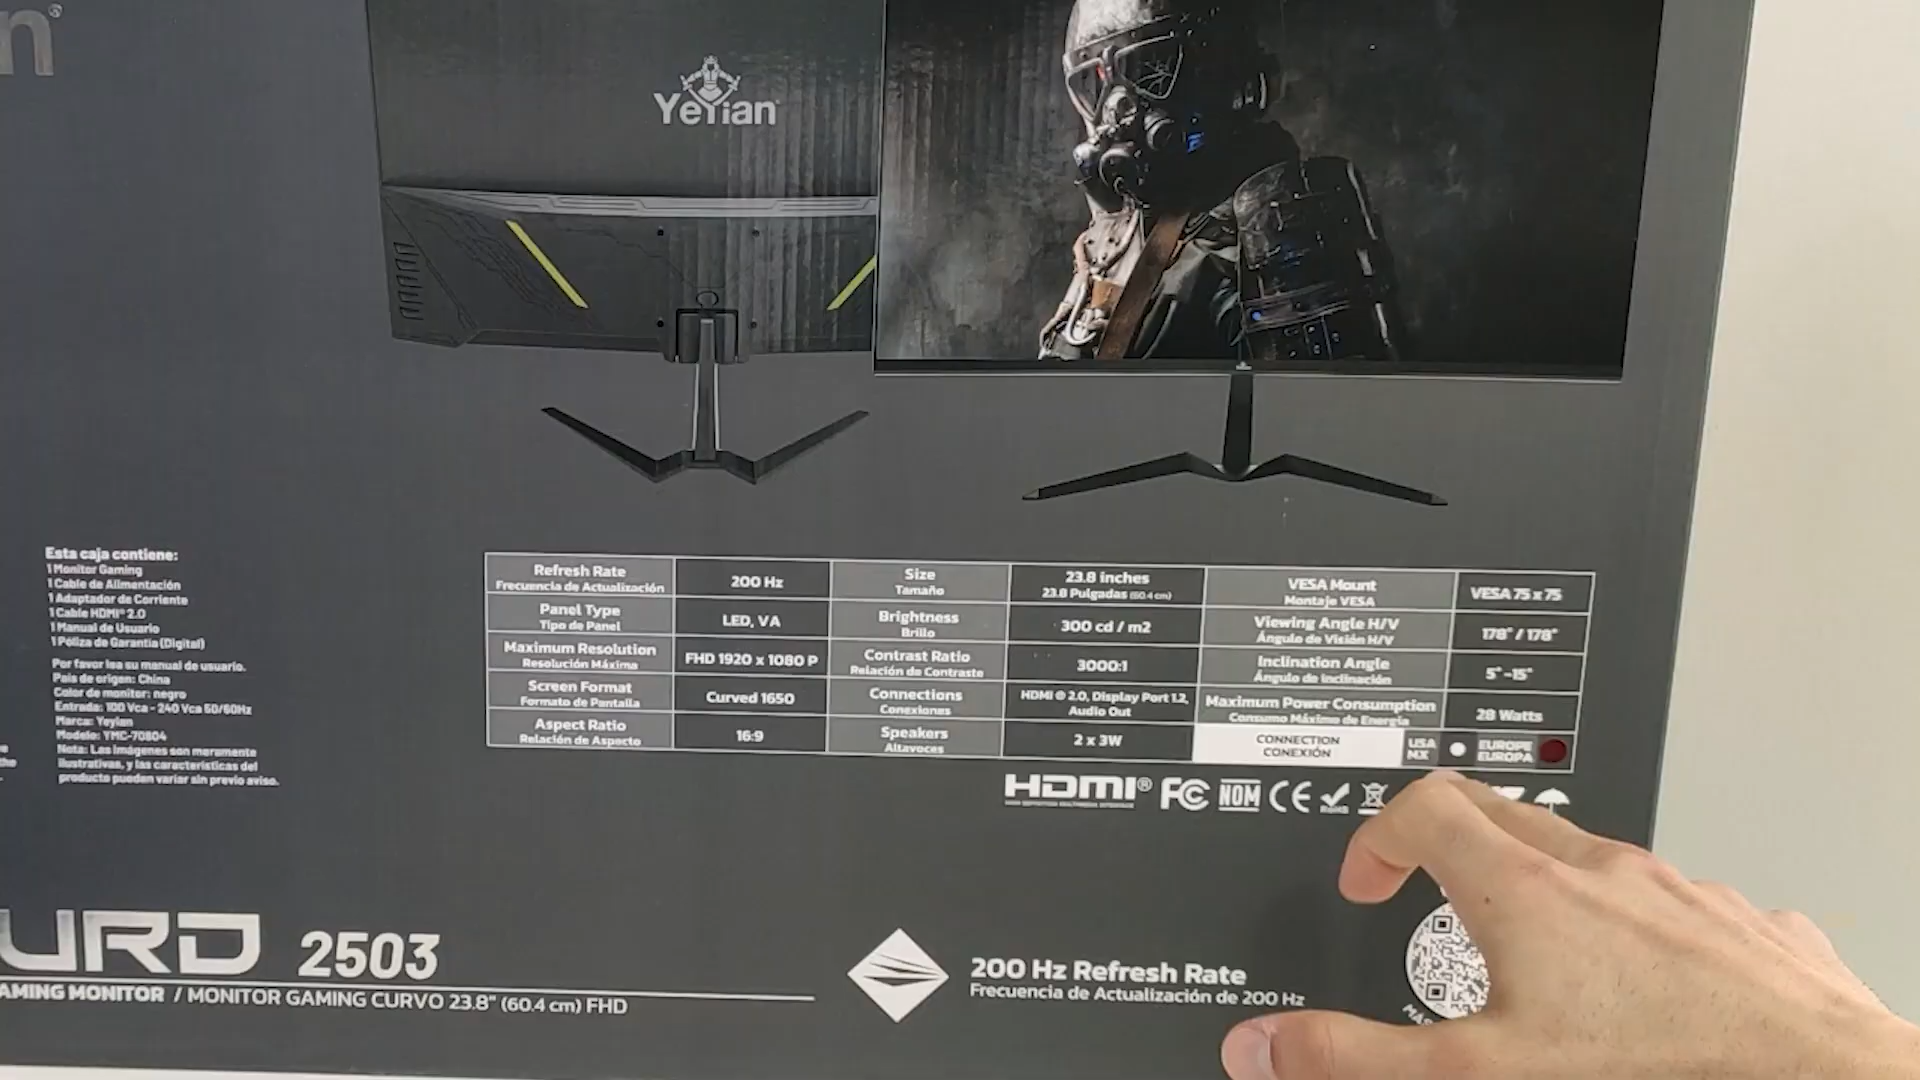 n®
YeYian
Esta caja contiene:
1 Monitor Gaming
1 Cable de Alimentación
1 Adaptador de Corriente
1 Cable HDMI® 2.0
1 Manual de Usuario
1 Póliza de Garantía (Digital)
Por favor lea su manual de usuario.
País de origen: China
Color de monitor: negro
Entrada: 100 Vca - 240 Vca 50/60Hz
Marca: Yeyian
Modelo: YMC-70804
Nota: Las imágenes son meramente
ilustrativas, y las características del
producto pueden variar sin previo aviso.
Refresh Rate
Frecuencia de Actualización
200 Hz
Size
Tamaño
23.8 inches
23.8 Pulgadas (60.4 cm)
VESA Mount
Montaje VESA
VESA 75 x 75
Panel Type
Tipo de Panel
LED, VA
Brightness
Brillo
300 cd / m2
Viewing Angle H/V
Ángulo de Visión H/V
178° / 178°
Maximum Resolution
Resolución Máxima
FHD 1920 x 1080 P
Contrast Ratio
Relación de Contraste
3000:1
Inclination Angle
Ángulo de Inclinación
5° -15°
Screen Format
Formato de Pantalla
Curved 1650
Connections
Conexiones
HDMI ® 2.0, Display Port 1.2,
Audio Out
Maximum Power Consumption
Consumo Máximo de Energía
28 Watts
Aspect Ratio
Relación de Aspecto
16:9
Speakers
Altavoces
2 x 3W
CONNECTION
CONEXIÓN
USA
MX
EUROPE
EUROPA
HDMI®
HIGH DEFINITION MULTIMEDIA INTERFACE
FC NOM CE RoHS
URD 2503
AMING MONITOR / MONITOR GAMING CURVO 23.8" (60.4 cm) FHD
200 Hz Refresh Rate
Frecuencia de Actualización de 200 Hz
MÁS